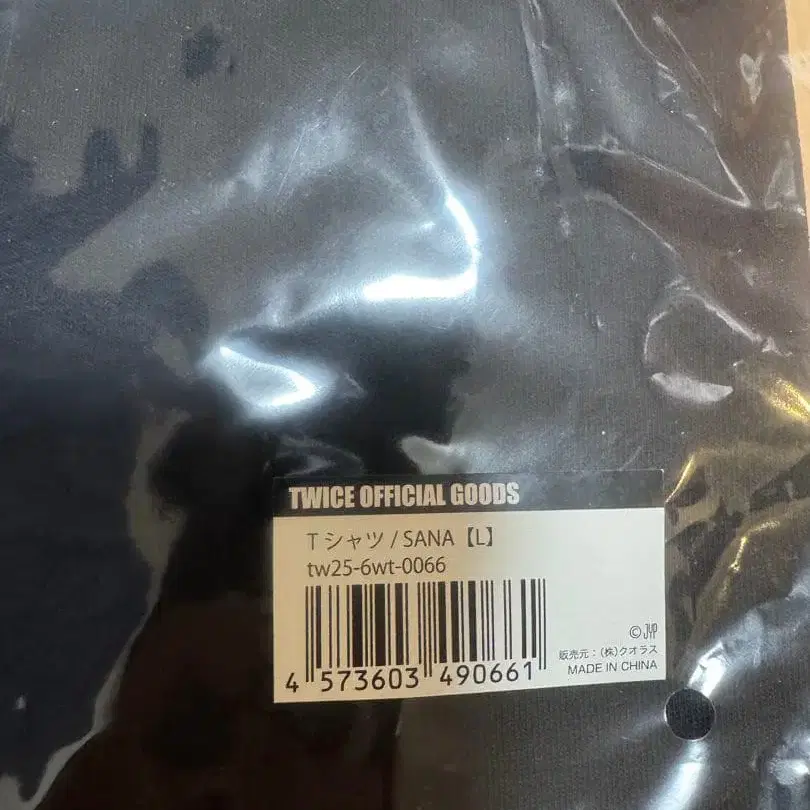 TWICE OFFICIAL GOODS
Tシャツ / SANA【L】
tw25-6wt-0066
4 573603 490661
© JYP
販売元：(株)クオラス
MADE IN CHINA